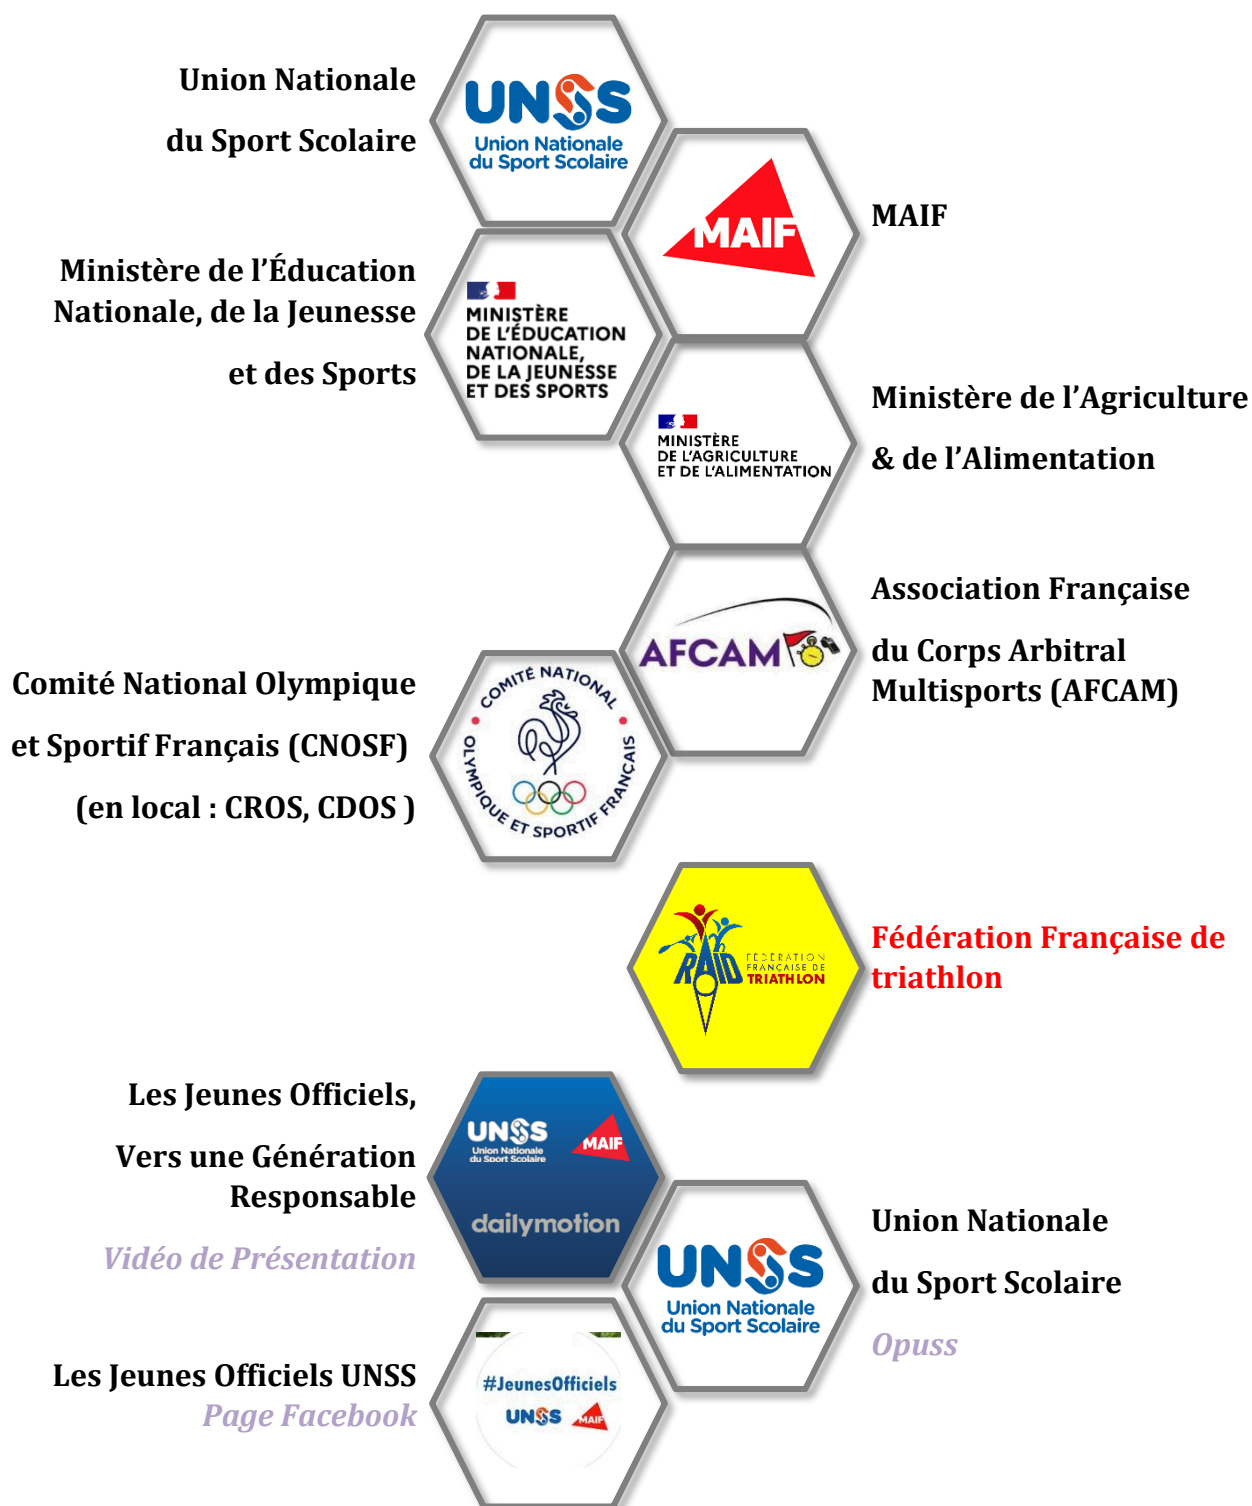 Union Nationale
du Sport Scolaire
UNSS
Union Nationale
du Sport Scolaire
MAIF
MAIF
Ministère de l’Éducation
Nationale, de la Jeunesse
et des Sports
MINISTÈRE
DE L’ÉDUCATION
NATIONALE,
DE LA JEUNESSE
ET DES SPORTS
MINISTÈRE
DE L’AGRICULTURE
ET DE L’ALIMENTATION
Ministère de l’Agriculture
& de l’Alimentation
AFCAM
Association Française
du Corps Arbitral
Multisports (AFCAM)
Comité National Olympique
et Sportif Français (CNOSF)
(en local : CROS, CDOS )
COMITÉ NATIONAL
OLYMPIQUE ET SPORTIF FRANÇAIS
RAID
FÉDÉRATION
FRANÇAISE DE
TRIATHLON
Fédération Française de
triathlon
Les Jeunes Officiels,
Vers une Génération
Responsable
Vidéo de Présentation
UNSS
Union Nationale
du Sport Scolaire
MAIF
dailymotion
UNSS
Union Nationale
du Sport Scolaire
Union Nationale
du Sport Scolaire
Opuss
Les Jeunes Officiels UNSS
Page Facebook
#JeunesOfficiels
UNSS MAIF